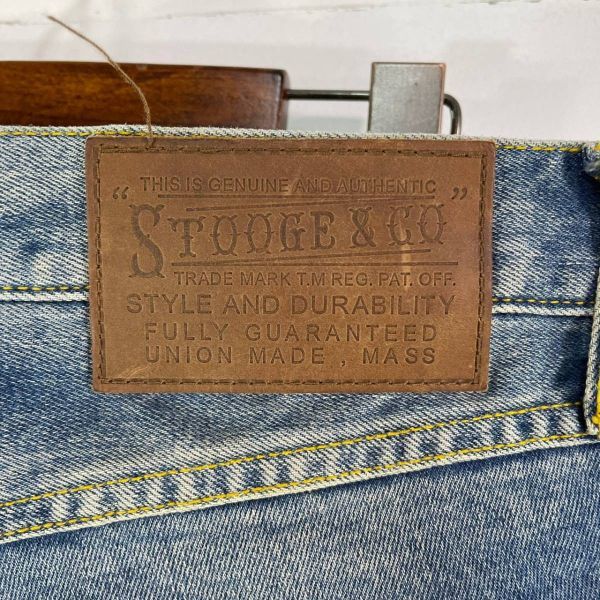 THIS IS GENUINE AND AUTHENTIC
“STOOGE & CO”
TRADE MARK T.M REG. PAT. OFF.
STYLE AND DURABILITY
FULLY GUARANTEED
UNION MADE , MASS